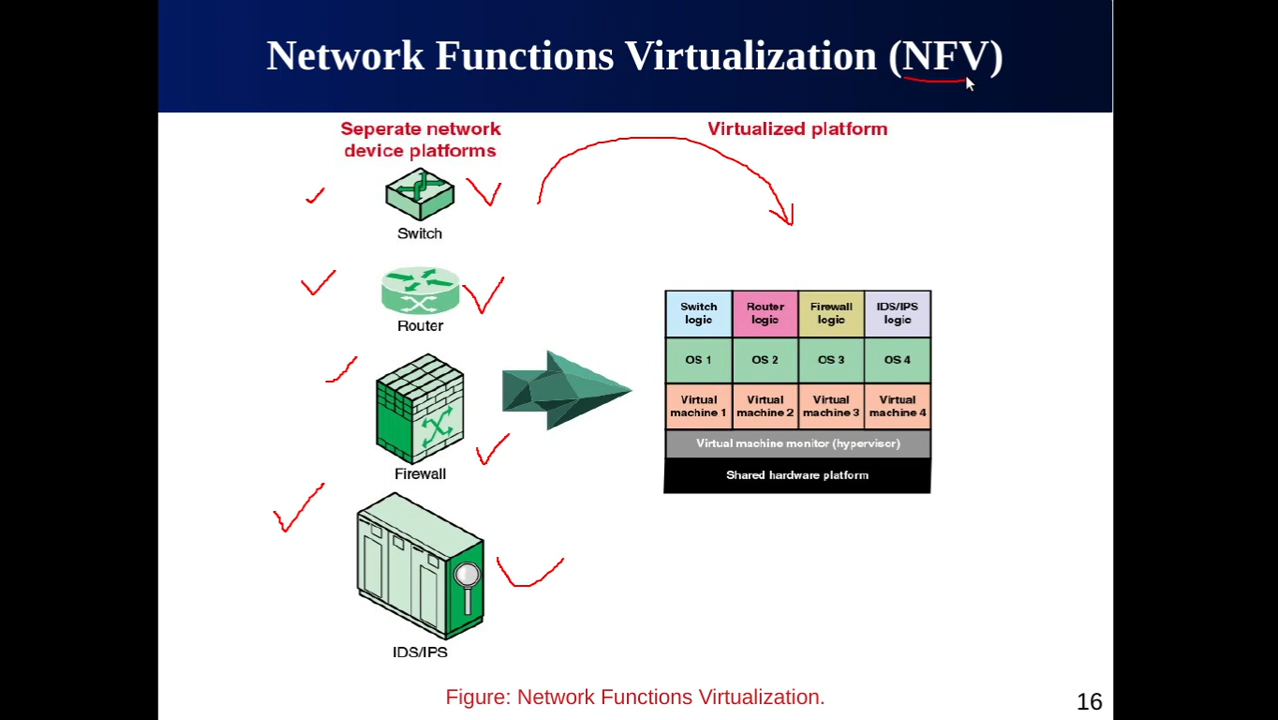 Network Functions Virtualization (NFV)
Seperate network
device platforms
Switch
Router
Firewall
IDS/IPS
Virtualized platform
Switch logic
Router logic
Firewall logic
IDS/IPS logic
OS 1
OS 2
OS 3
OS 4
Virtual machine 1
Virtual machine 2
Virtual machine 3
Virtual machine 4
Virtual machine monitor (hypervisor)
Shared hardware platform
Figure: Network Functions Virtualization.
16